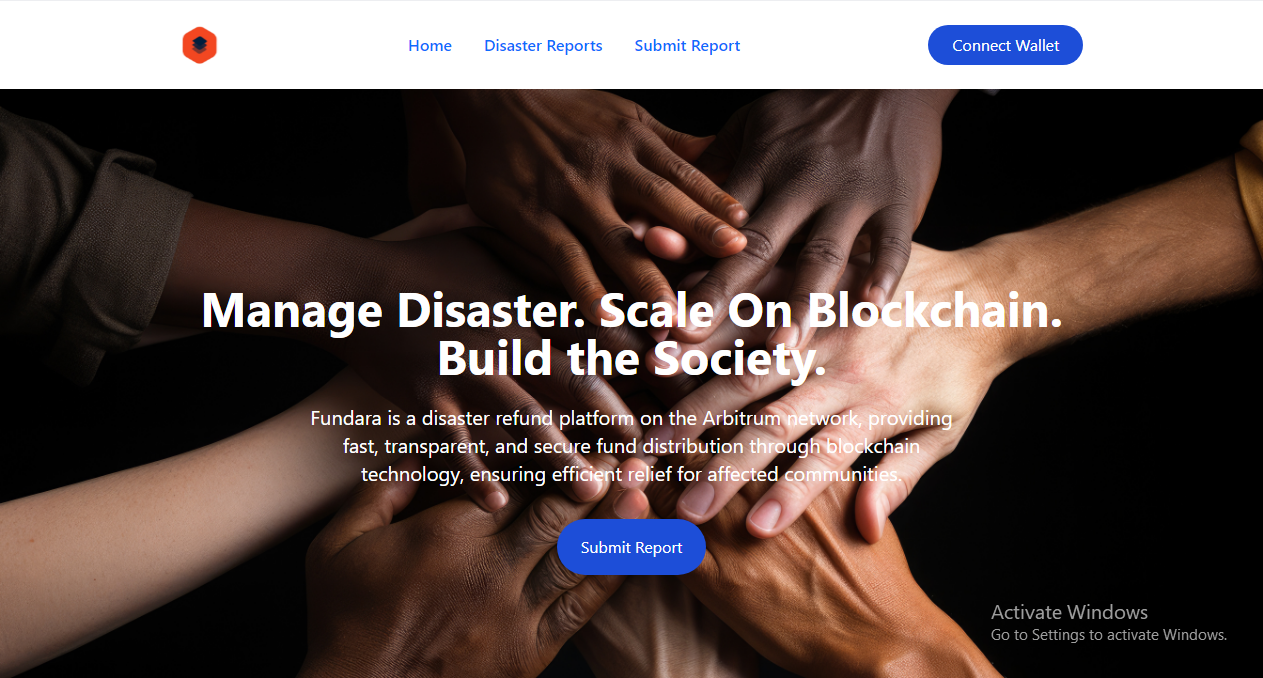 Home
Disaster Reports
Submit Report
Connect Wallet
Manage Disaster. Scale On Blockchain.
Build the Society.
Fundara is a disaster refund platform on the Arbitrum network, providing
fast, transparent, and secure fund distribution through blockchain
technology, ensuring efficient relief for affected communities.
Submit Report
Activate Windows
Go to Settings to activate Windows.